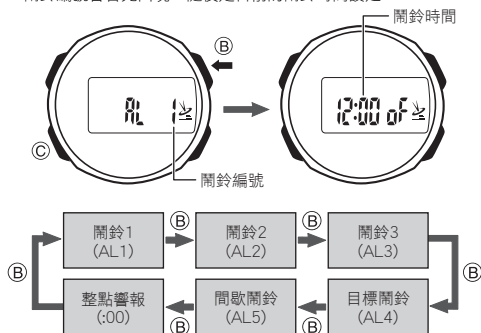 鬧鈴時間
B
AL 1
12:00 oF
C
鬧鈴編號
鬧鈴1
(AL1)
B
鬧鈴2
(AL2)
B
鬧鈴3
(AL3)
B
目標鬧鈴
(AL4)
B
間歇鬧鈴
(AL5)
B
整點響報
(:00)
B